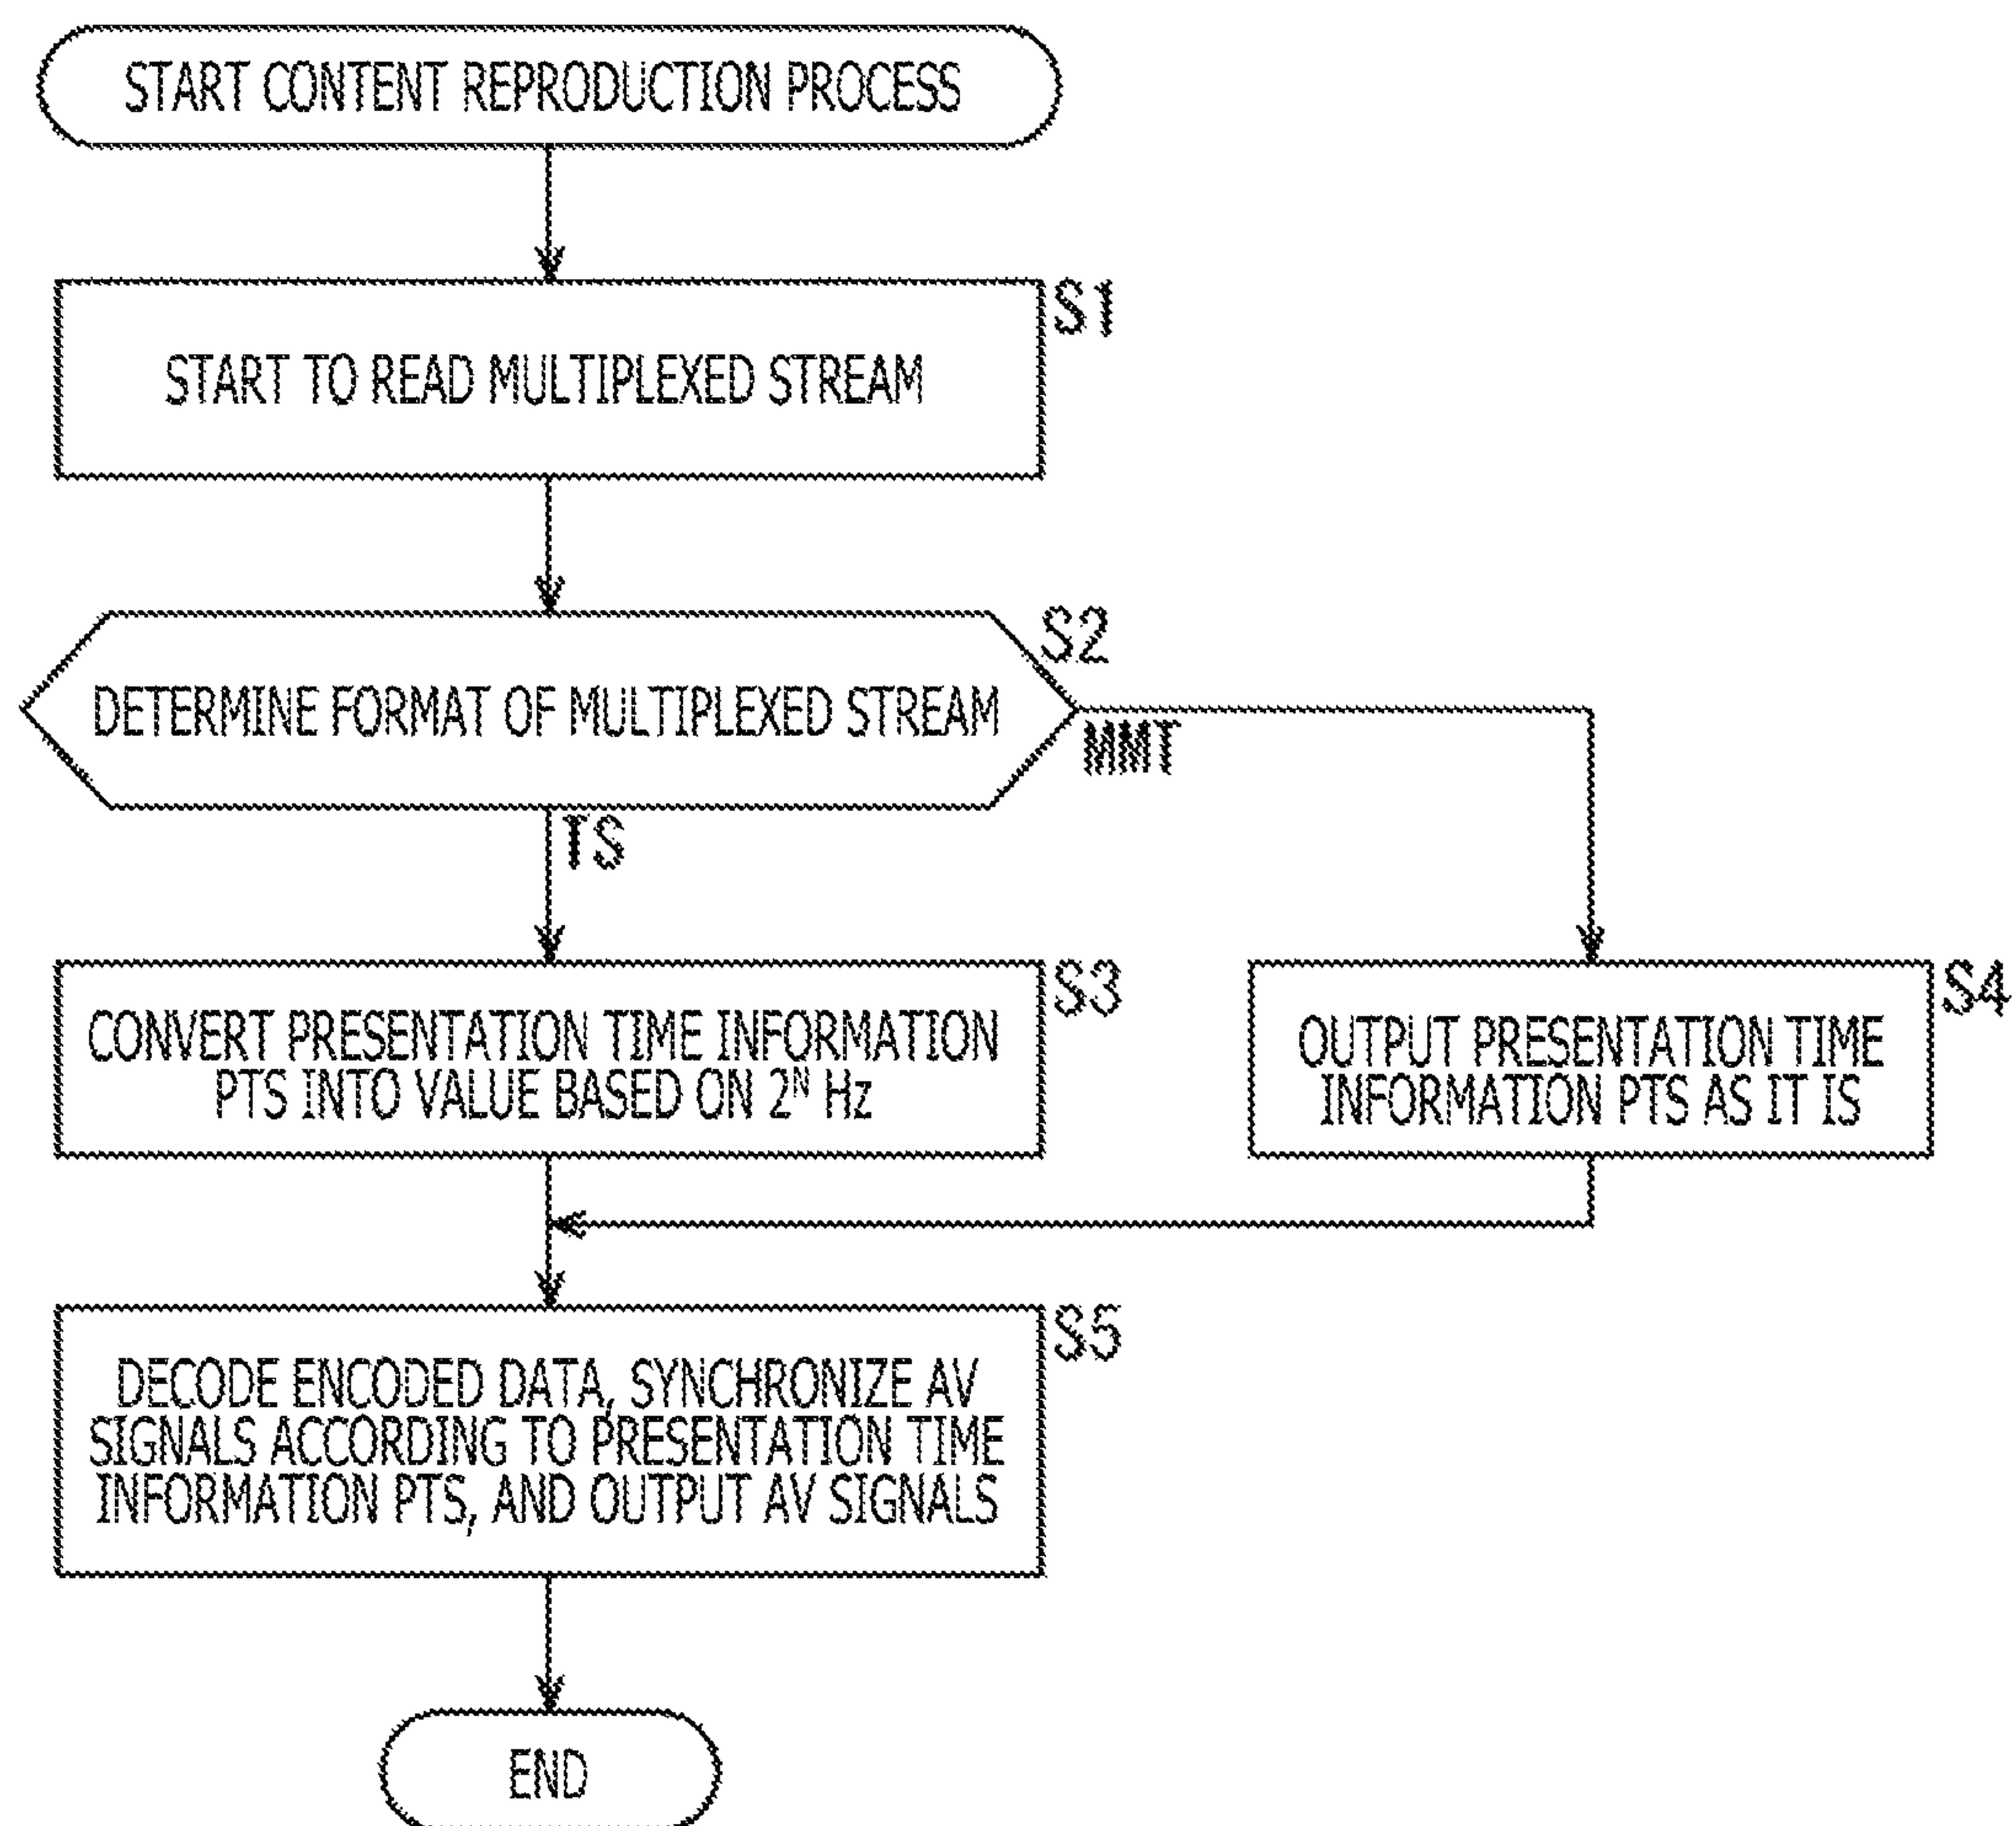 START CONTENT REPRODUCTION PROCESS
S1
START TO READ MULTIPLEXED STREAM
S2
DETERMINE FORMAT OF MULTIPLEXED STREAM
MMT
TS
S3
CONVERT PRESENTATION TIME INFORMATION
PTS INTO VALUE BASED ON 2ᴺ Hz
S4
OUTPUT PRESENTATION TIME
INFORMATION PTS AS IT IS
S5
DECODE ENCODED DATA, SYNCHRONIZE AV
SIGNALS ACCORDING TO PRESENTATION TIME
INFORMATION PTS, AND OUTPUT AV SIGNALS
END